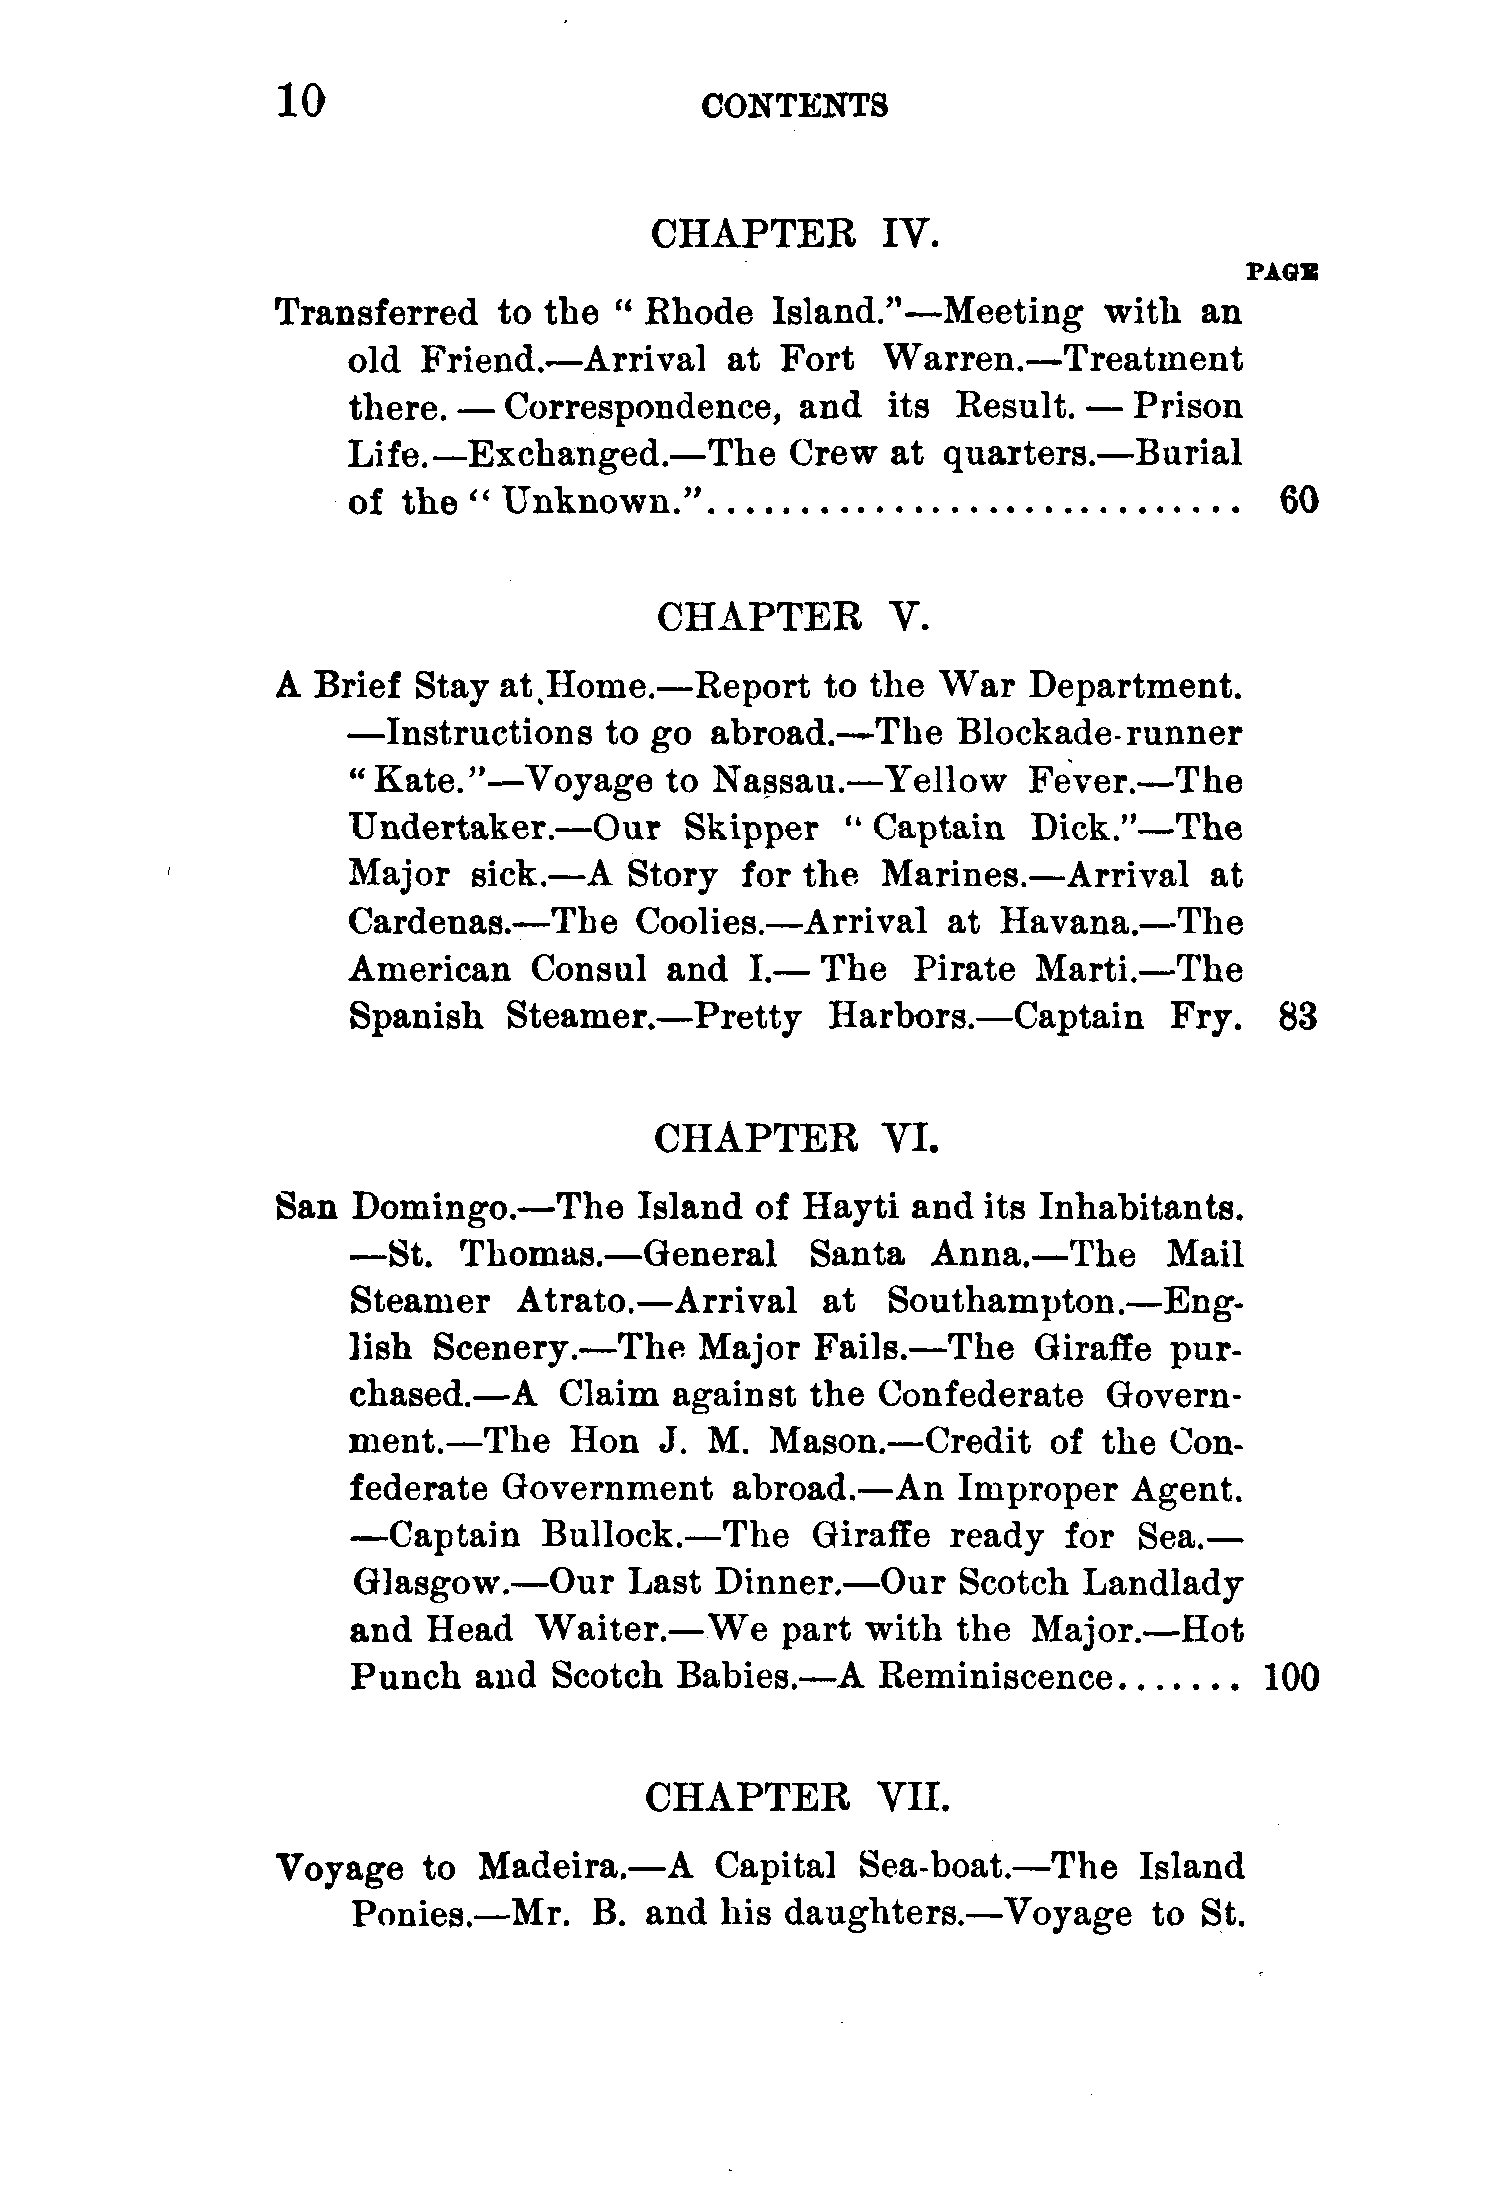 10 CONTENTS
CHAPTER IV.
PAGE
Transferred to the “ Rhode Island.”—Meeting with an
old Friend.—Arrival at Fort Warren.—Treatment
there. — Correspondence, and its Result. — Prison
Life.—Exchanged.—The Crew at quarters.—Burial
of the “ Unknown.”............................. 60
CHAPTER V.
A Brief Stay at Home.—Report to the War Department.
—Instructions to go abroad.—The Blockade-runner
“ Kate.”—Voyage to Nassau.—Yellow Fever.—The
Undertaker.—Our Skipper “ Captain Dick.”—The
Major sick.—A Story for the Marines.—Arrival at
Cardenas.—The Coolies.—Arrival at Havana.—The
American Consul and I.— The Pirate Marti.—The
Spanish Steamer.—Pretty Harbors.—Captain Fry. 83
CHAPTER VI.
San Domingo.—The Island of Hayti and its Inhabitants.
—St. Thomas.—General Santa Anna.—The Mail
Steamer Atrato.—Arrival at Southampton.—Eng-
lish Scenery.—The Major Fails.—The Giraffe pur-
chased.—A Claim against the Confederate Govern-
ment.—The Hon J. M. Mason.—Credit of the Con-
federate Government abroad.—An Improper Agent.
—Captain Bullock.—The Giraffe ready for Sea.—
Glasgow.—Our Last Dinner.—Our Scotch Landlady
and Head Waiter.—We part with the Major.—Hot
Punch and Scotch Babies.—A Reminiscence....... 100
CHAPTER VII.
Voyage to Madeira.—A Capital Sea-boat.—The Island
Ponies.—Mr. B. and his daughters.—Voyage to St.